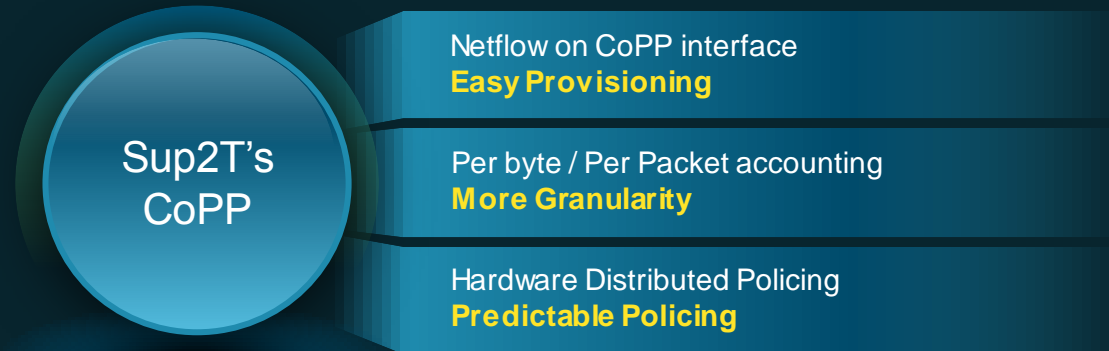 Sup2T's
CoPP
Netflow on CoPP interface
Easy Provisioning
Per byte / Per Packet accounting
More Granularity
Hardware Distributed Policing
Predictable Policing